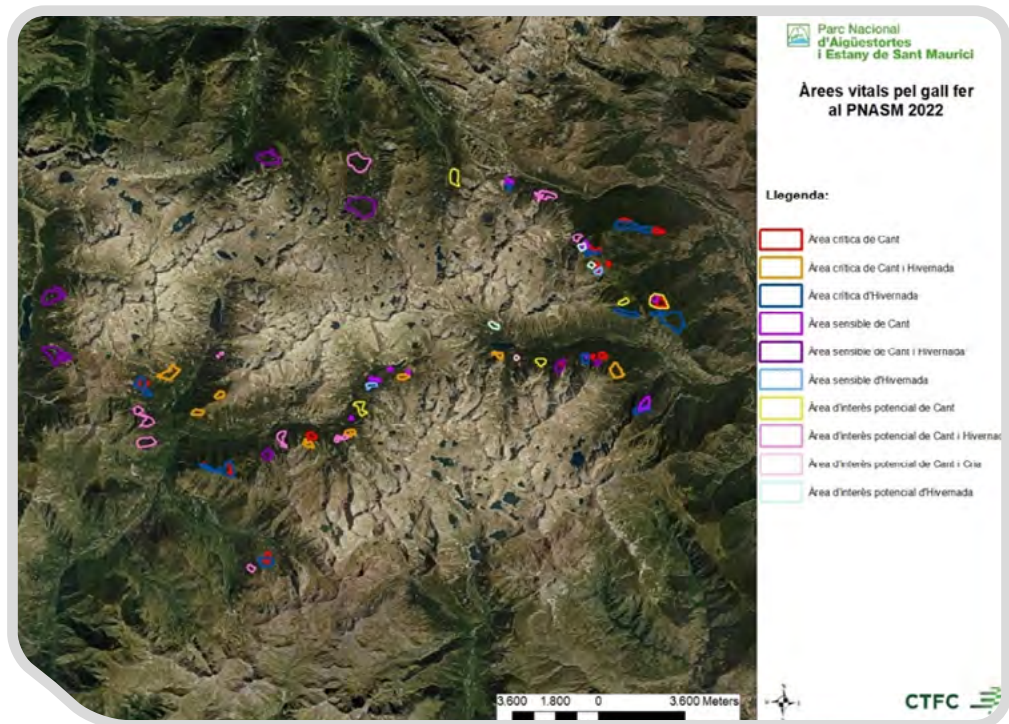 Parc Nacional
d'Aigüestortes
i Estany de Sant Maurici
Àrees vitals pel gall fer
al PNASM 2022
Llegenda:
Àrea crítica de Cant
Àrea crítica de Cant i Hivernada
Àrea crítica d'Hivernada
Àrea sensible de Cant
Àrea sensible de Cant i Hivernada
Àrea sensible d'Hivernada
Àrea d'interès potencial de Cant
Àrea d'interès potencial de Cant i Hivernac
Àrea d'interès potencial de Cant i Cria
Àrea d'interès potencial d'Hivernada
3.600 1.800 0 3.600 Meters
CTFC